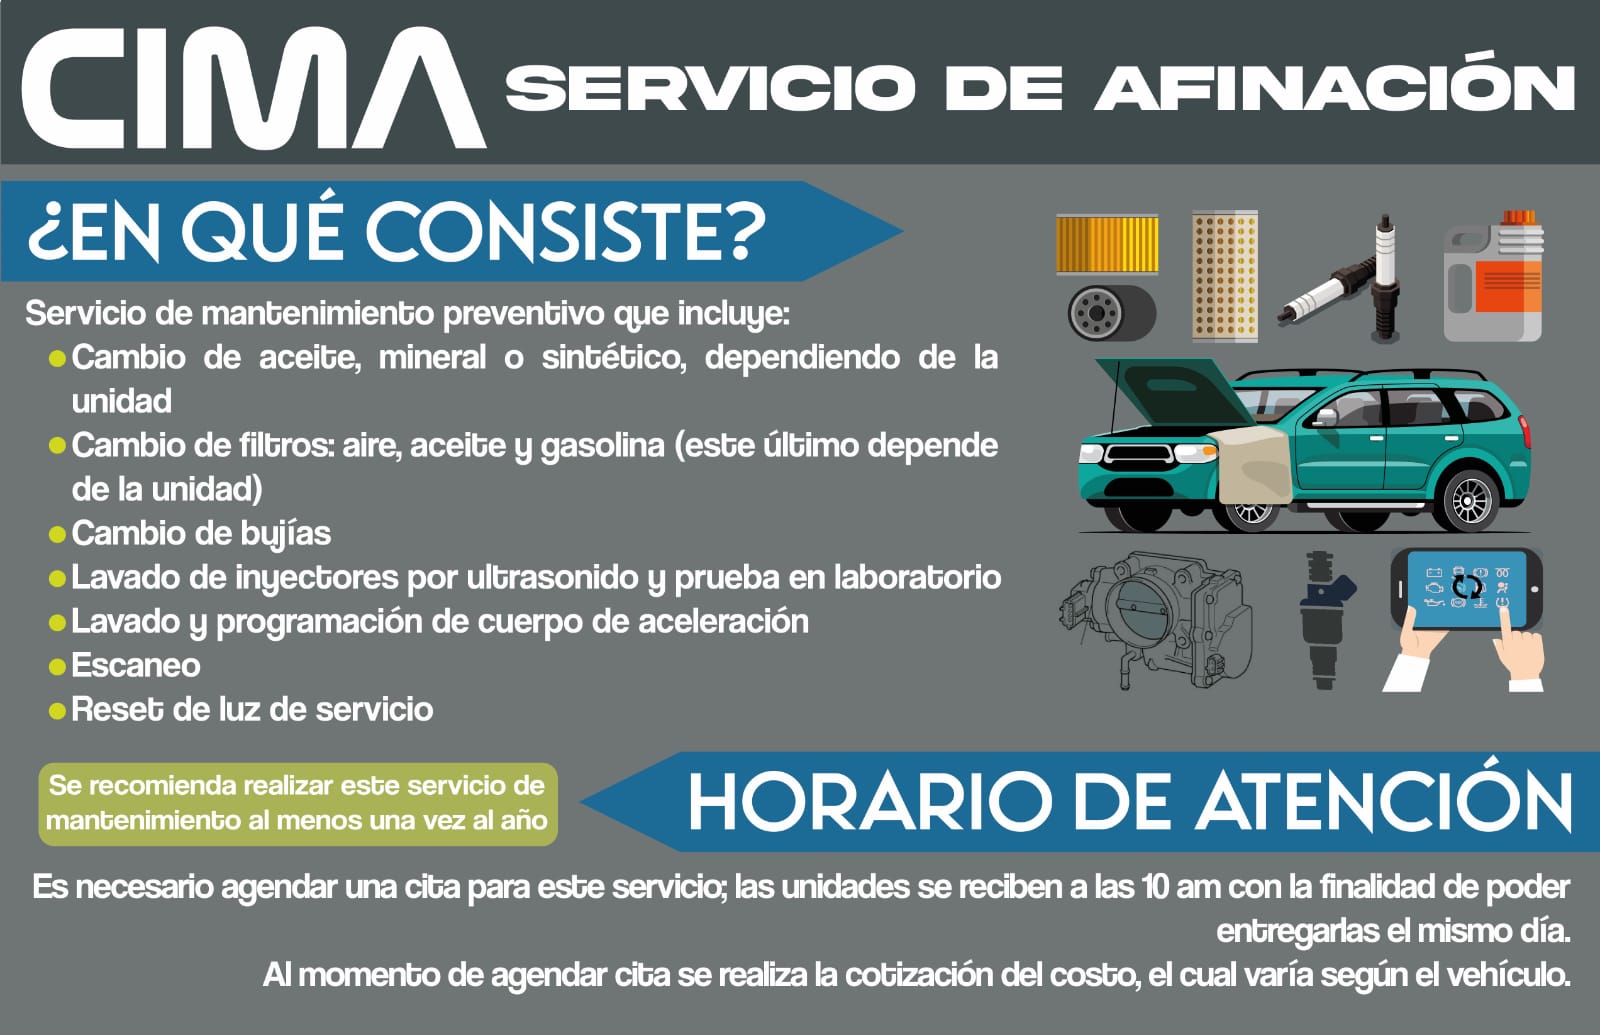 CIMA SERVICIO DE AFINACIÓN
¿EN QUÉ CONSISTE?
Servicio de mantenimiento preventivo que incluye:
Cambio de aceite, mineral o sintético, dependiendo de la
unidad
Cambio de filtros: aire, aceite y gasolina (este último depende
de la unidad)
Cambio de bujías
Lavado de inyectores por ultrasonido y prueba en laboratorio
Lavado y programación de cuerpo de aceleración
Escaneo
Reset de luz de servicio
Se recomienda realizar este servicio de
mantenimiento al menos una vez al año
HORARIO DE ATENCIÓN
Es necesario agendar una cita para este servicio; las unidades se reciben a las 10 am con la finalidad de poder
entregarlas el mismo día.
Al momento de agendar cita se realiza la cotización del costo, el cual varía según el vehículo.